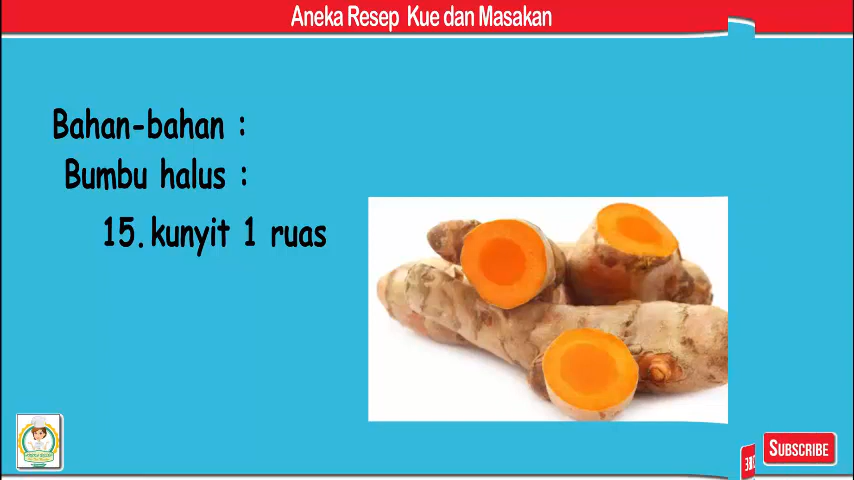 Aneka Resep Kue dan Masakan
Bahan-bahan :
Bumbu halus :
15. kunyit 1 ruas
SUBSCRIBE